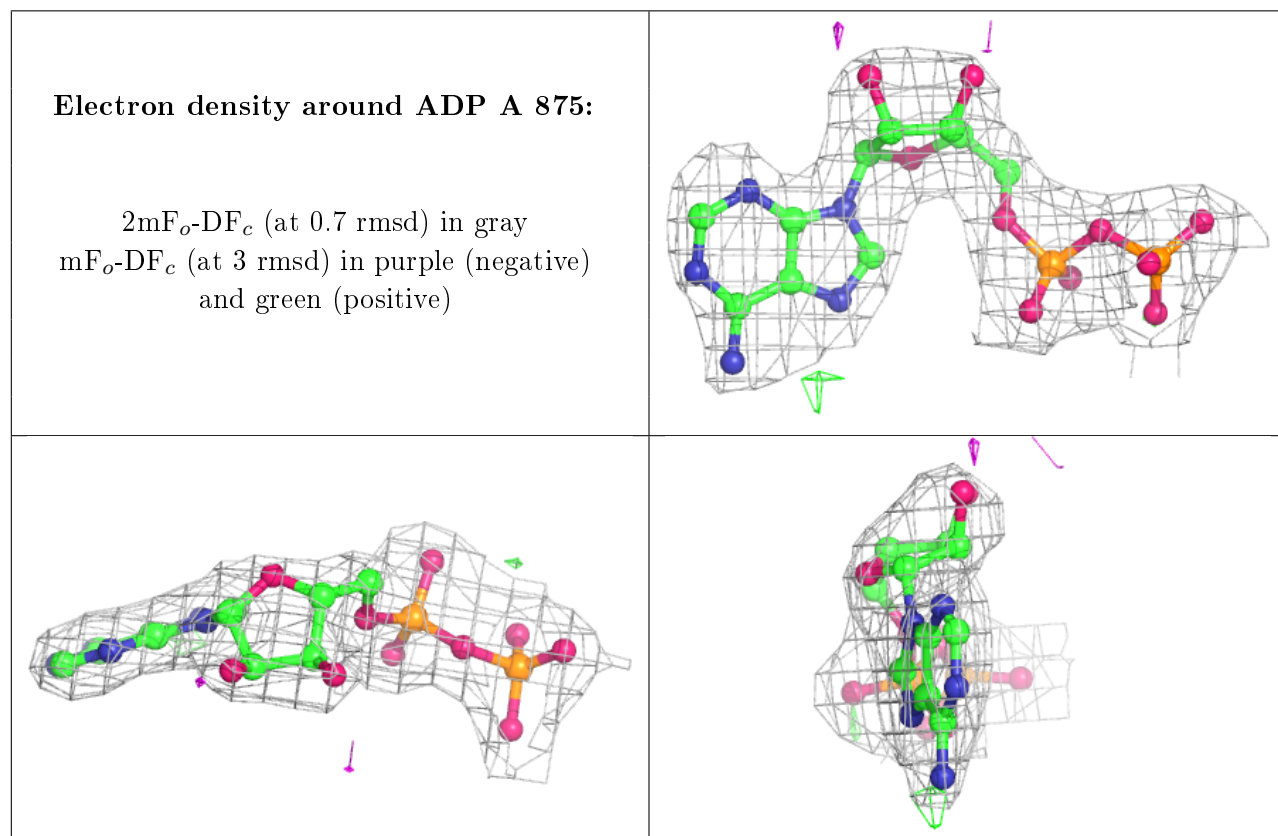 Electron density around ADP A 875:
2mFₒ-DF𝒸 (at 0.7 rmsd) in gray
mFₒ-DF𝒸 (at 3 rmsd) in purple (negative)
and green (positive)